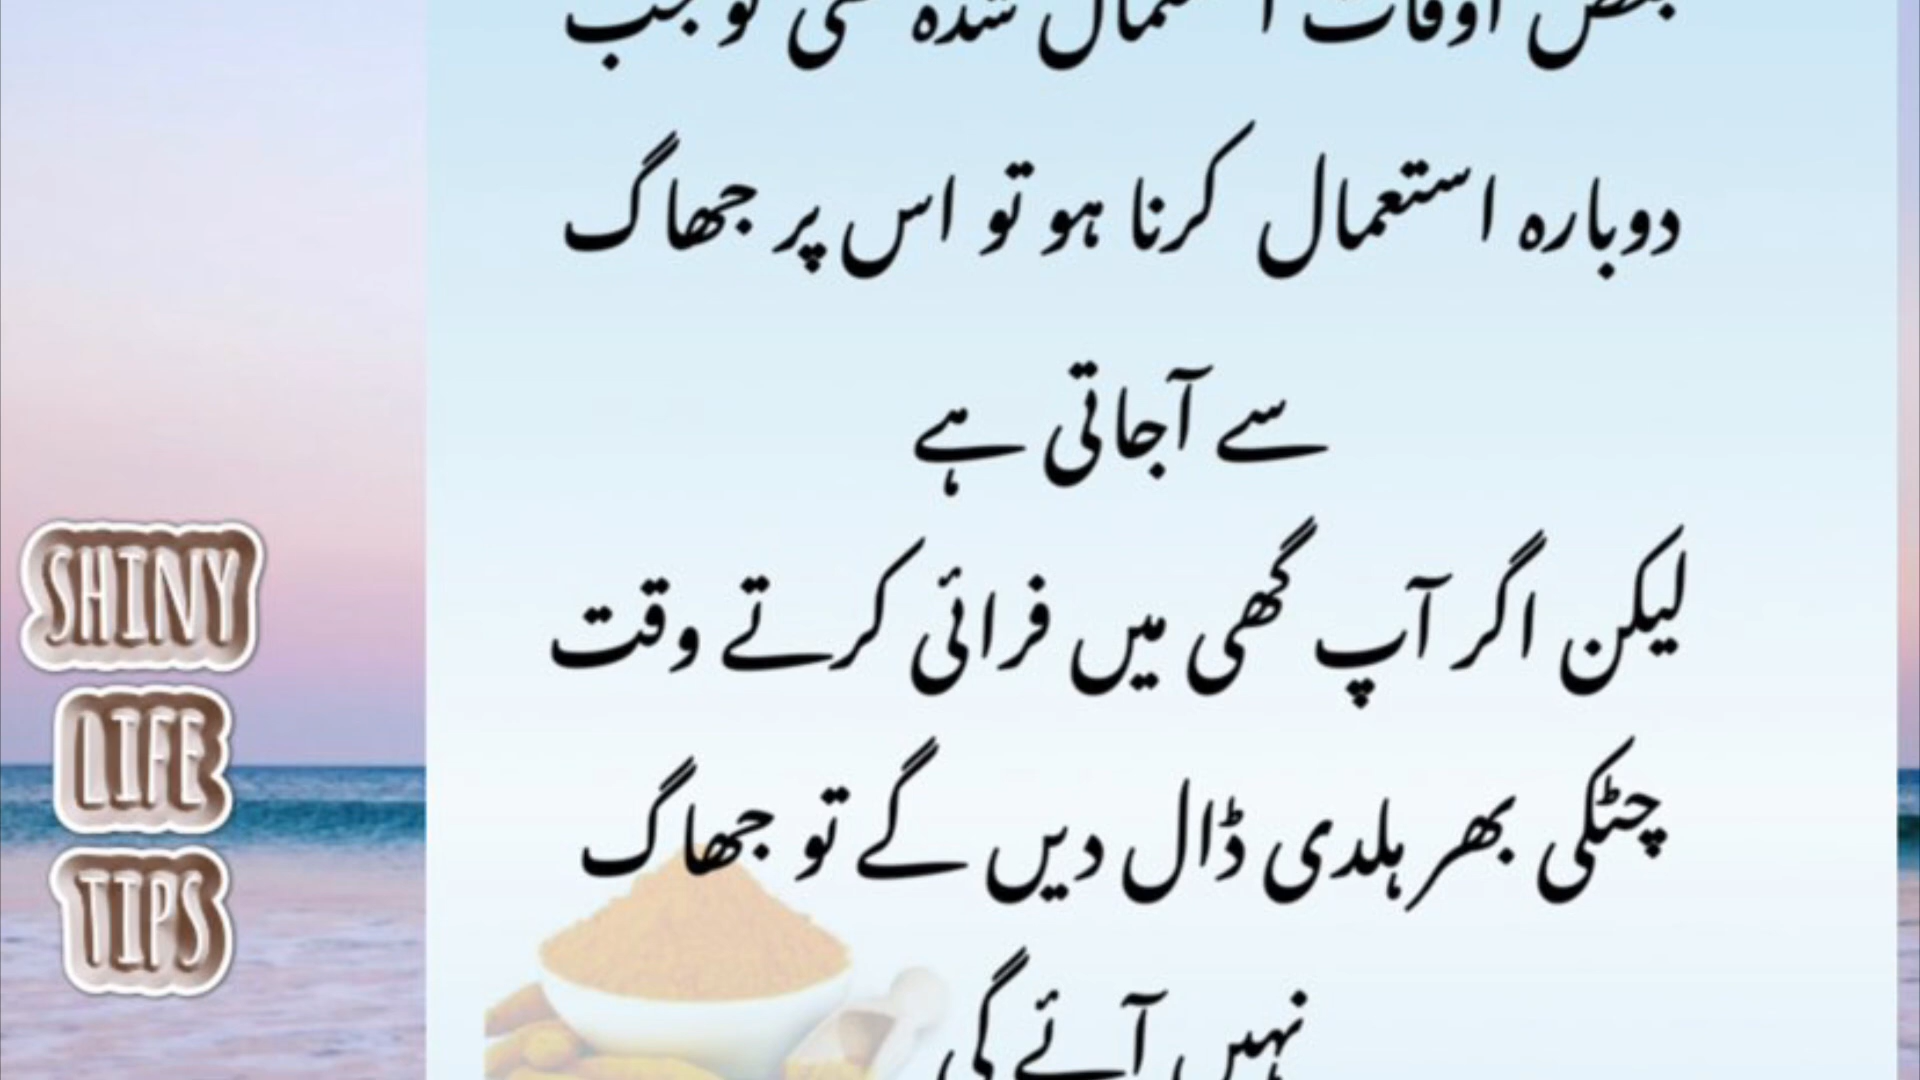 بعض اوقات استعمال شدہ گھی کو جب
دوبارہ استعمال کرنا ہو تو اس پر جھاگ
سے آجاتی ہے
لیکن اگر آپ گھی میں فرائی کرتے وقت
چٹکی بھر ہلدی ڈال دیں گے تو جھاگ
نہیں آئے گی
SHINY
LIFE
TIPS